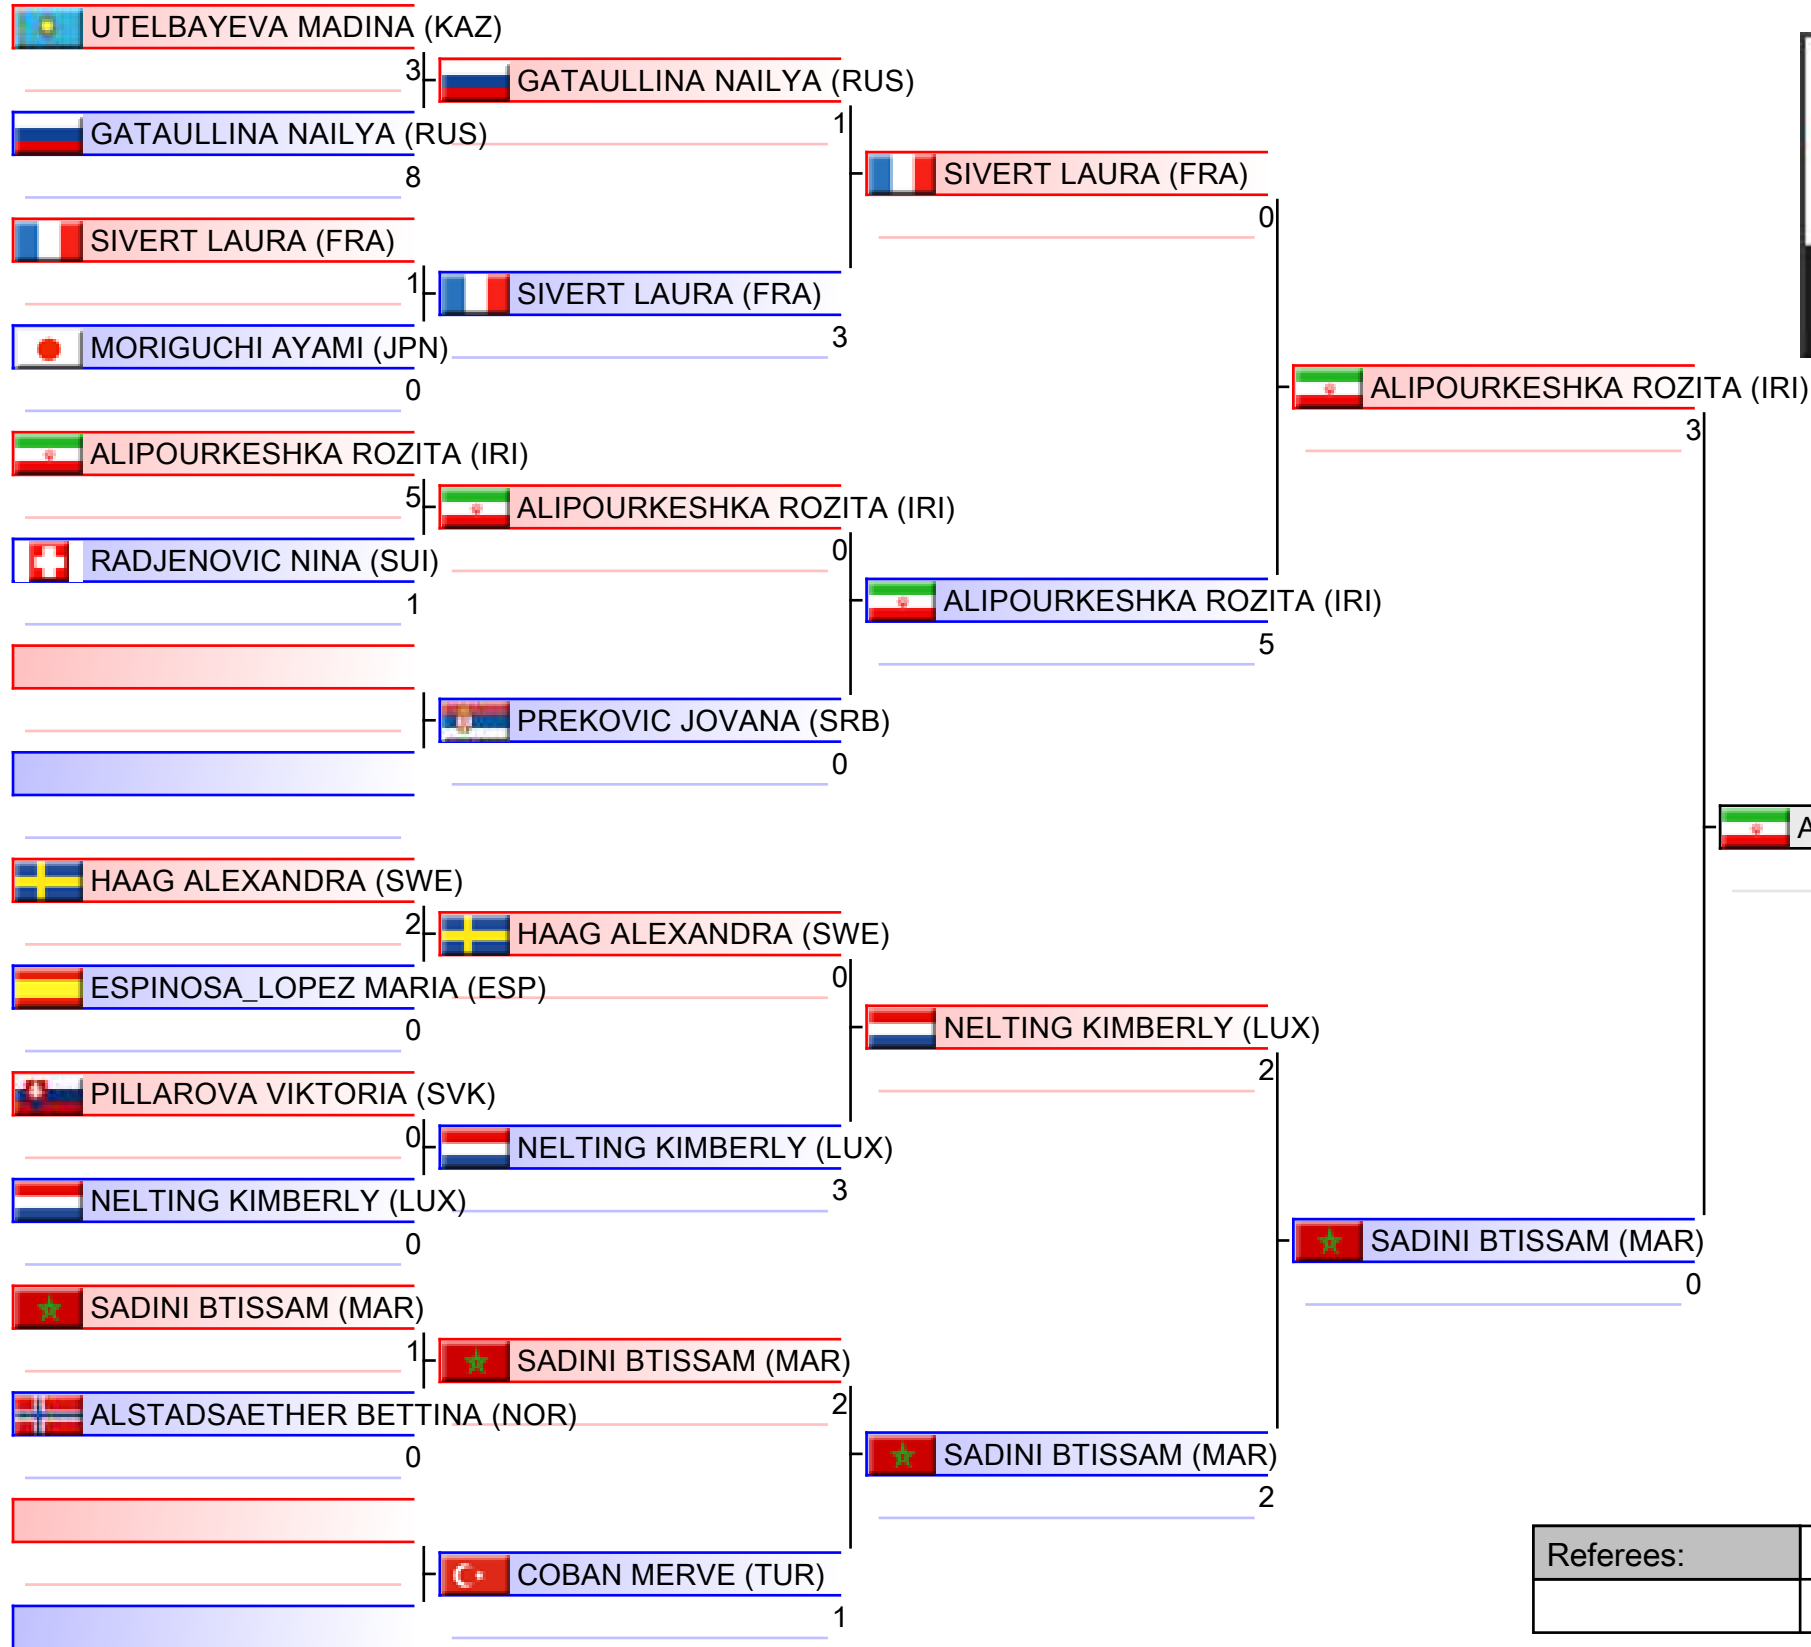 UTELBAYEVA MADINA (KAZ)
3
GATAULLINA NAILYA (RUS)
8
SIVERT LAURA (FRA)
1
MORIGUCHI AYAMI (JPN)
0
ALIPOURKESHKA ROZITA (IRI)
5
RADJENOVIC NINA (SUI)
1
HAAG ALEXANDRA (SWE)
2
ESPINOSA_LOPEZ MARIA (ESP)
0
PILLAROVA VIKTORIA (SVK)
0
NELTING KIMBERLY (LUX)
0
SADINI BTISSAM (MAR)
1
ALSTADSAETHER BETTINA (NOR)
0
GATAULLINA NAILYA (RUS)
1
SIVERT LAURA (FRA)
3
ALIPOURKESHKA ROZITA (IRI)
0
PREKOVIC JOVANA (SRB)
0
HAAG ALEXANDRA (SWE)
0
NELTING KIMBERLY (LUX)
3
SADINI BTISSAM (MAR)
2
COBAN MERVE (TUR)
1
SIVERT LAURA (FRA)
0
ALIPOURKESHKA ROZITA (IRI)
5
NELTING KIMBERLY (LUX)
2
SADINI BTISSAM (MAR)
2
ALIPOURKESHKA ROZITA (IRI)
3
SADINI BTISSAM (MAR)
0
A
Referees: